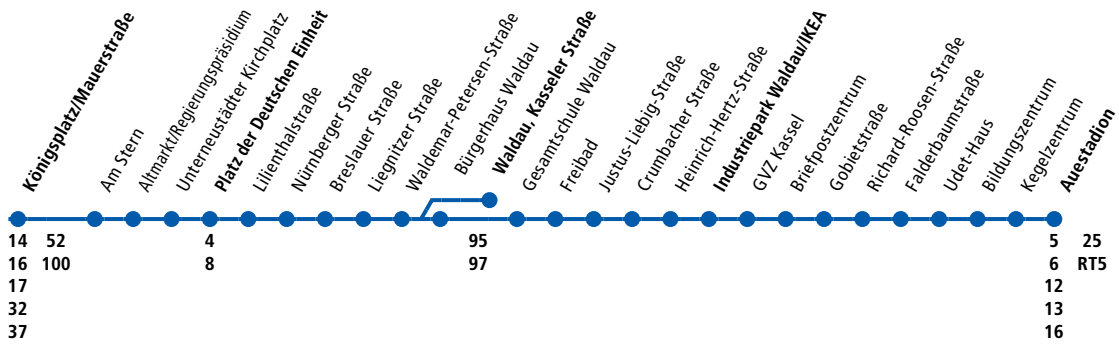 Königsplatz/Mauerstraße
Am Stern
Altmarkt/Regierungspräsidium
Unterneustädter Kirchplatz
Platz der Deutschen Einheit
Lilienthalstraße
Nürnberger Straße
Breslauer Straße
Liegnitzer Straße
Waldemar-Petersen-Straße
Bürgerhaus Waldau
Waldau, Kasseler Straße
Gesamtschule Waldau
Freibad
Justus-Liebig-Straße
Crumbacher Straße
Heinrich-Hertz-Straße
Industriepark Waldau/IKEA
GVZ Kassel
Briefpostzentrum
Gobietstraße
Richard-Roosen-Straße
Falderbaumstraße
Udet-Haus
Bildungszentrum
Kegelzentrum
Auestadion
14 52 4 95 5 25
16 100 8 97 6 RT5
17 12
32 13
37 16